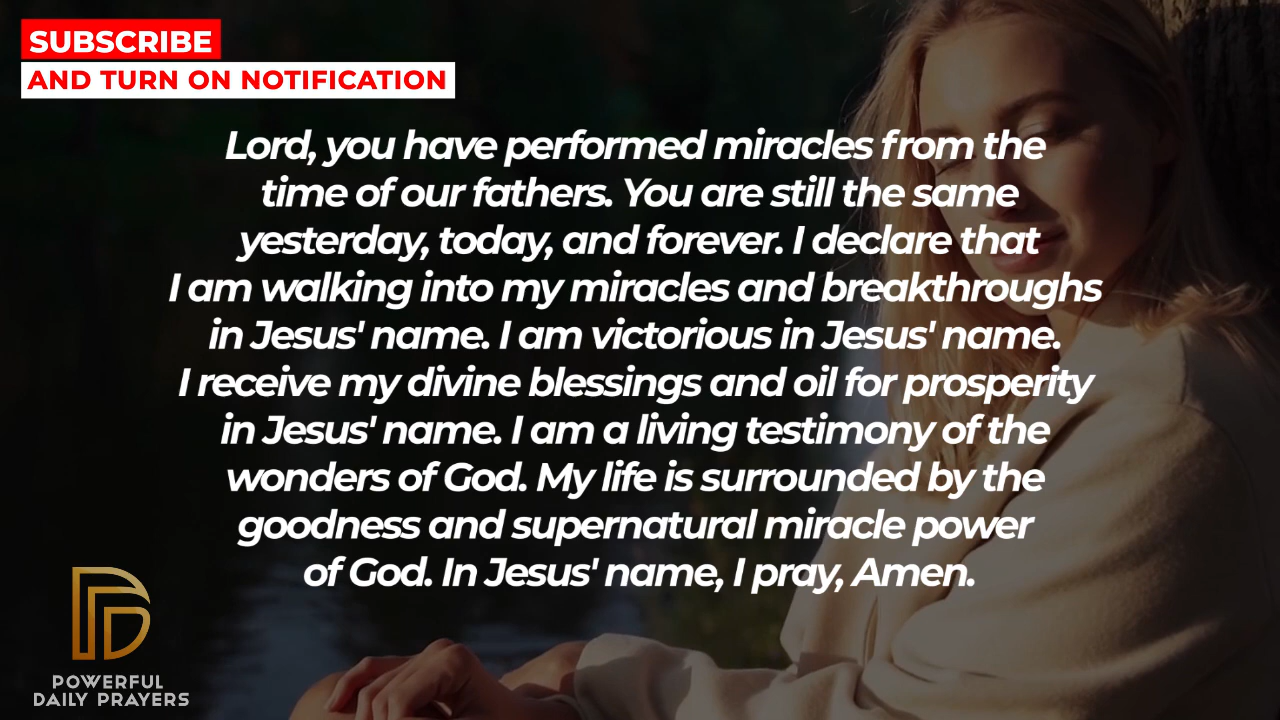 SUBSCRIBE
AND TURN ON NOTIFICATION
Lord, you have performed miracles from the
time of our fathers. You are still the same
yesterday, today, and forever. I declare that
I am walking into my miracles and breakthroughs
in Jesus' name. I am victorious in Jesus' name.
I receive my divine blessings and oil for prosperity
in Jesus' name. I am a living testimony of the
wonders of God. My life is surrounded by the
goodness and supernatural miracle power
of God. In Jesus' name, I pray, Amen.
POWERFUL
DAILY PRAYERS